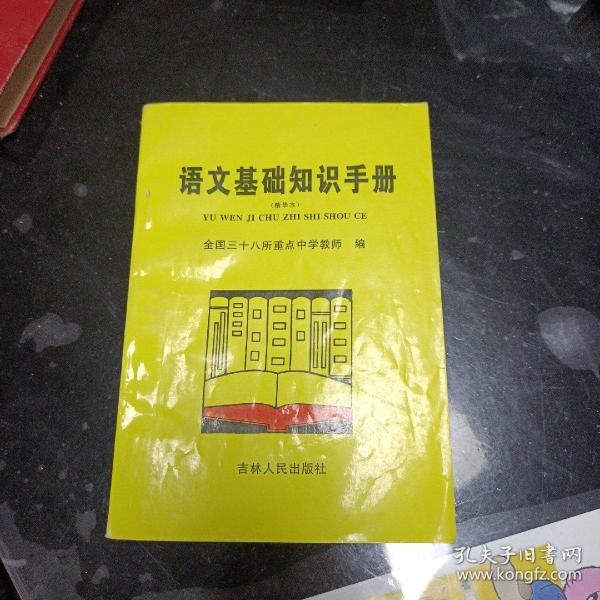 语文基础知识手册
(精华本)
YU WEN JI CHU ZHI SHI SHOU CE
全国三十八所重点中学教师 编
吉林人民出版社
孔夫子旧书网
www.kongfz.com